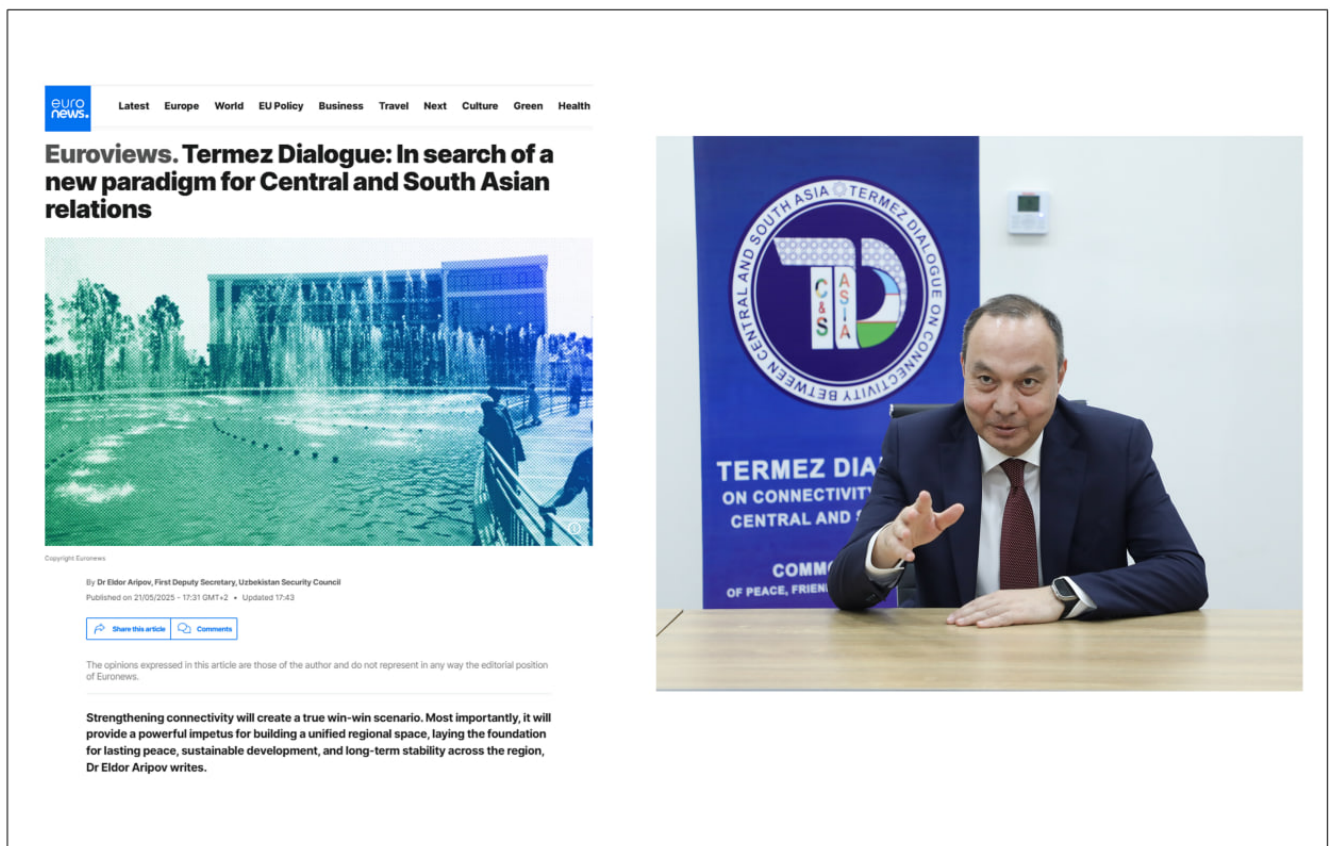 euro
news.
Latest Europe World EU Policy Business Travel Next Culture Green Health
Euroviews. Termez Dialogue: In search of a
new paradigm for Central and South Asian
relations
Copyright Euronews
By Dr Eldor Aripov, First Deputy Secretary, Uzbekistan Security Council
Published on 21/05/2025 - 17:31 GMT+2 • Updated 17:43
Share this article Comments
The opinions expressed in this article are those of the author and do not represent in any way the editorial position
of Euronews.
Strengthening connectivity will create a true win-win scenario. Most importantly, it will
provide a powerful impetus for building a unified regional space, laying the foundation
for lasting peace, sustainable development, and long-term stability across the region,
Dr Eldor Aripov writes.
TERMEZ DIALOGUE ON CONNECTIVITY BETWEEN CENTRAL AND SOUTH ASIA
TD
C&S
ASIA
TERMEZ DIA
ON CONNECTIVIT
CENTRAL AND
COMM
OF PEACE, FRIEN